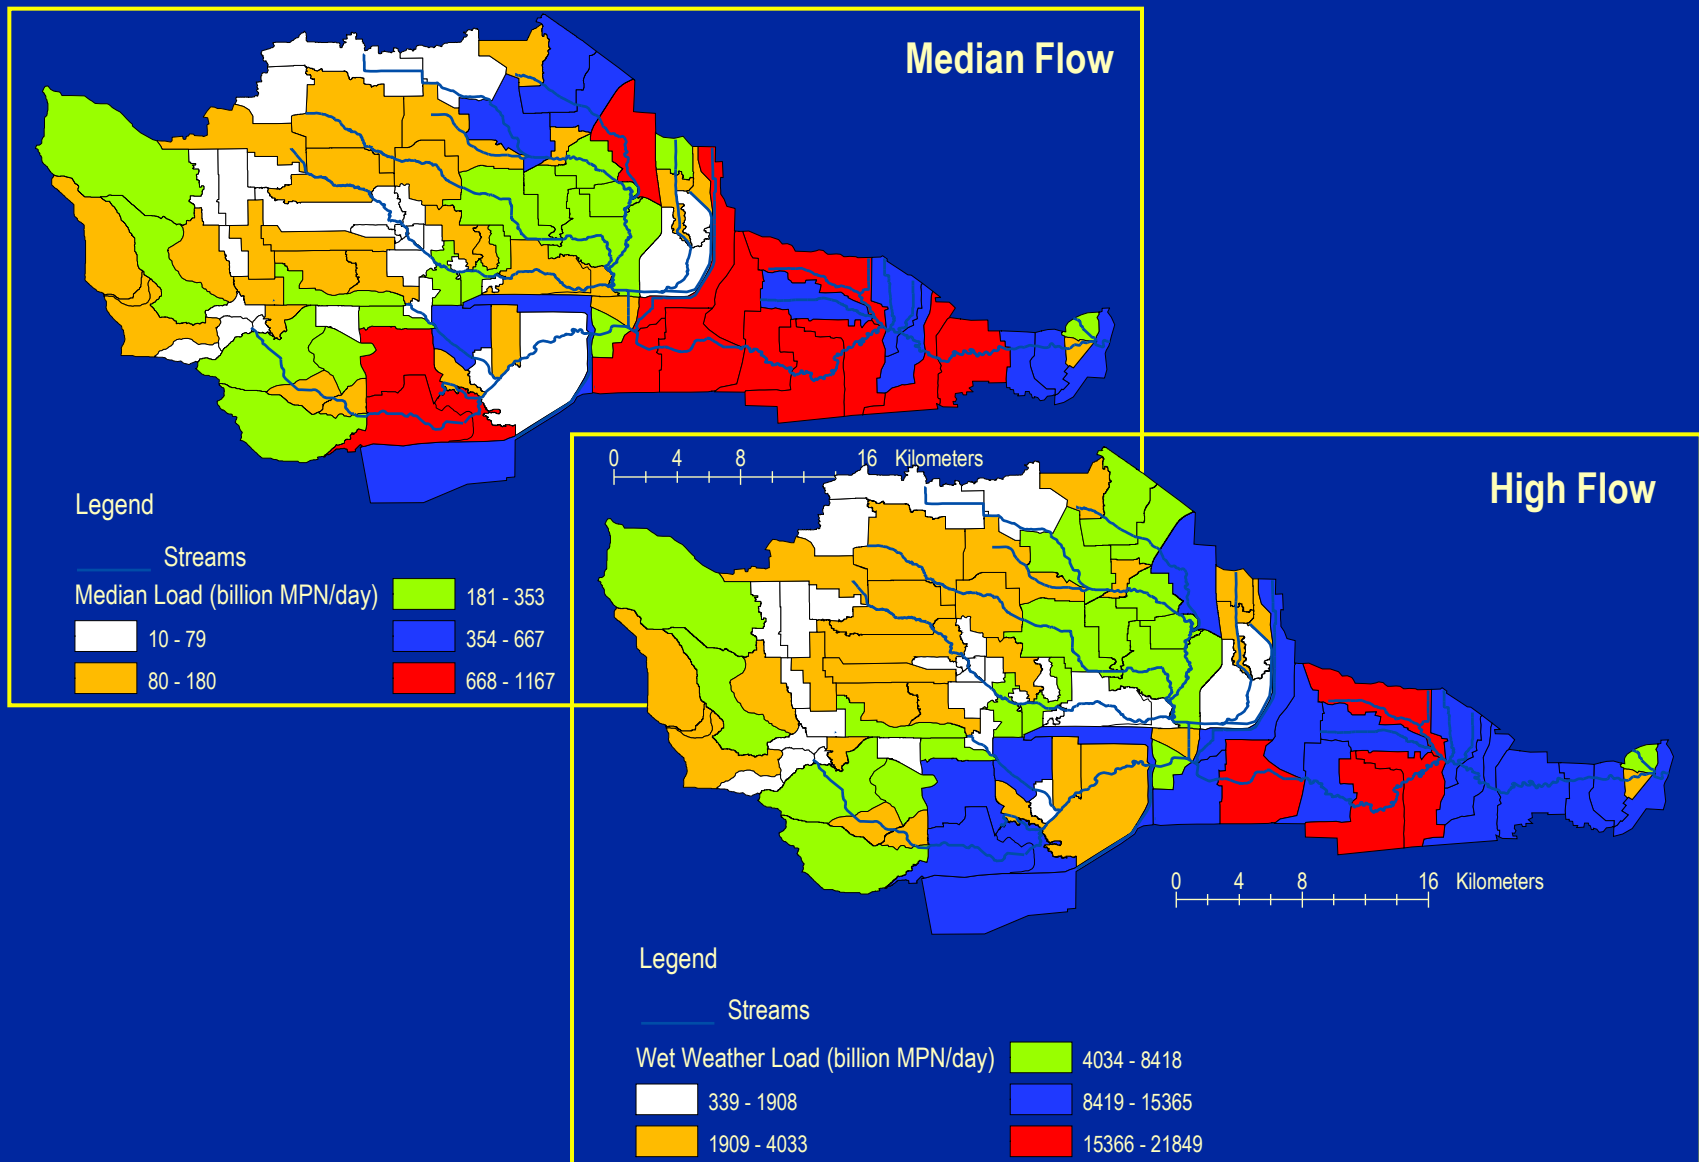 Median Flow
Legend
Streams
Median Load (billion MPN/day)
10 - 79
80 - 180
181 - 353
354 - 667
668 - 1167
0 4 8 16 Kilometers
High Flow
0 4 8 16 Kilometers
Legend
Streams
Wet Weather Load (billion MPN/day)
339 - 1908
1909 - 4033
4034 - 8418
8419 - 15365
15366 - 21849